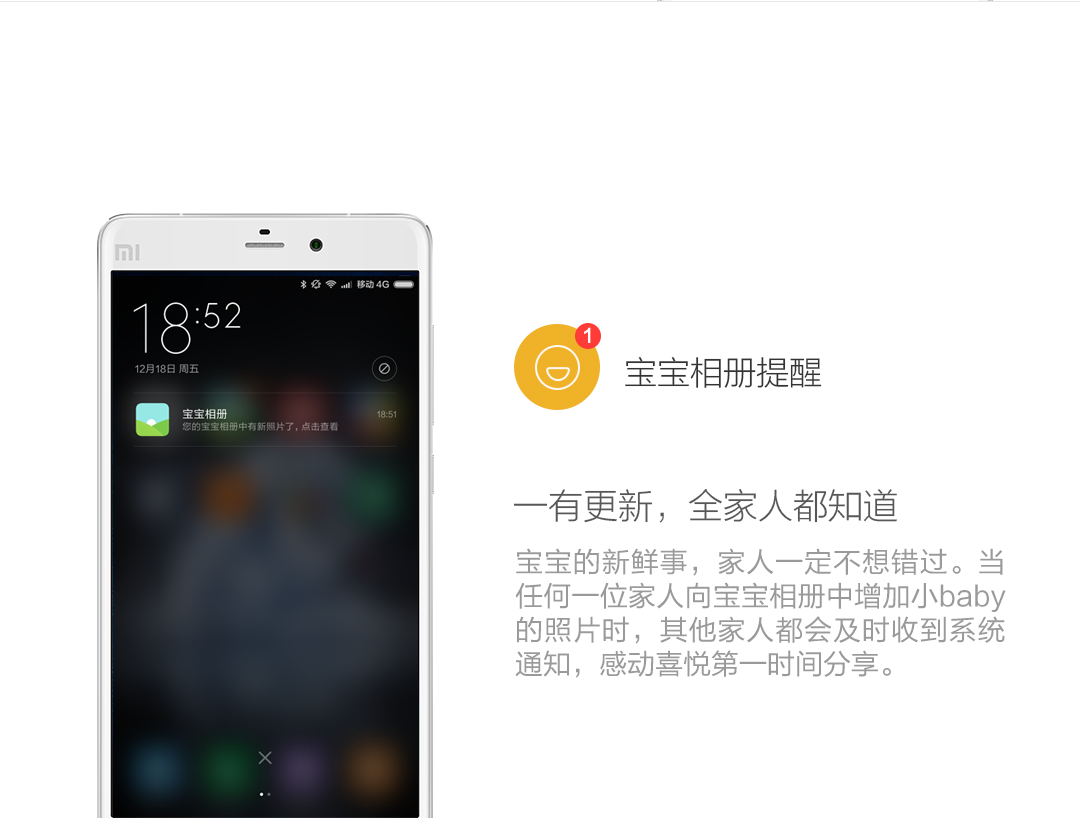 mi
移动 4G
18:52
12月18日 周五
宝宝相册
18:51
您的宝宝相册中有新照片了，点击查看
1
宝宝相册提醒
一有更新，全家人都知道
宝宝的新鲜事，家人一定不想错过。当
任何一位家人向宝宝相册中增加小baby
的照片时，其他家人都会及时收到系统
通知，感动喜悦第一时间分享。